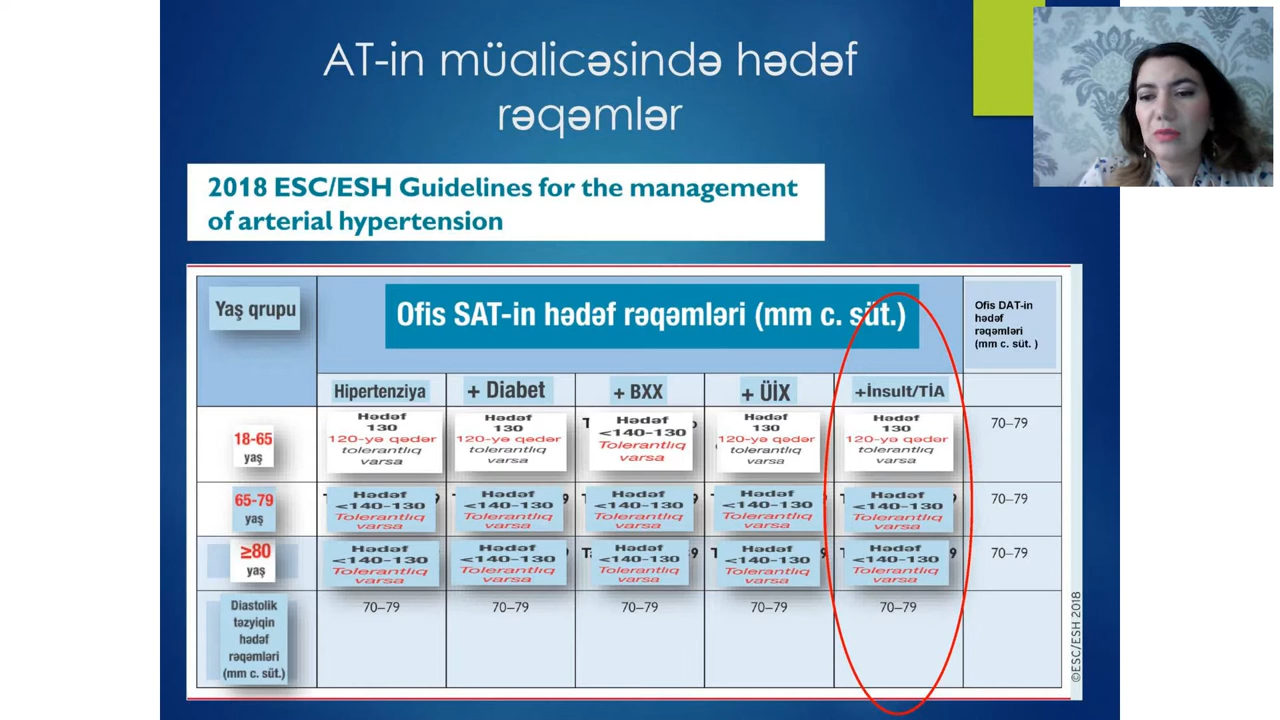 AT-in müalicəsində hədəf
rəqəmlər
2018 ESC/ESH Guidelines for the management
of arterial hypertension
Yaş qrupu
Ofis SAT-in hədəf rəqəmləri (mm c. süt.)
Ofis DAT-in
hədəf
rəqəmləri
(mm c. süt. )
Hipertenziya
+ Diabet
+ BXX
+ ÜİX
+İnsult/TİA
18-65
yaş
Hədəf
130
120-yə qədər
tolerantlıq
varsa
Hədəf
130
120-yə qədər
tolerantlıq
varsa
Hədəf
<140-130
Tolerantlıq
varsa
Hədəf
130
120-yə qədər
tolerantlıq
varsa
Hədəf
130
120-yə qədər
tolerantlıq
varsa
70–79
65-79
yaş
Hədəf
<140-130
Tolerantlıq
varsa
Hədəf
<140-130
Tolerantlıq
varsa
Hədəf
<140-130
Tolerantlıq
varsa
Hədəf
<140-130
Tolerantlıq
varsa
Hədəf
<140-130
Tolerantlıq
varsa
70–79
≥80
yaş
Hədəf
<140-130
Tolerantlıq
varsa
Hədəf
<140-130
Tolerantlıq
varsa
Hədəf
<140-130
Tolerantlıq
varsa
Hədəf
<140-130
Tolerantlıq
varsa
Hədəf
<140-130
Tolerantlıq
varsa
70–79
Diastolik
təzyiqin
hədəf
rəqəmləri
(mm c. süt.)
70–79
70–79
70–79
70–79
70–79
©ESC/ESH 2018